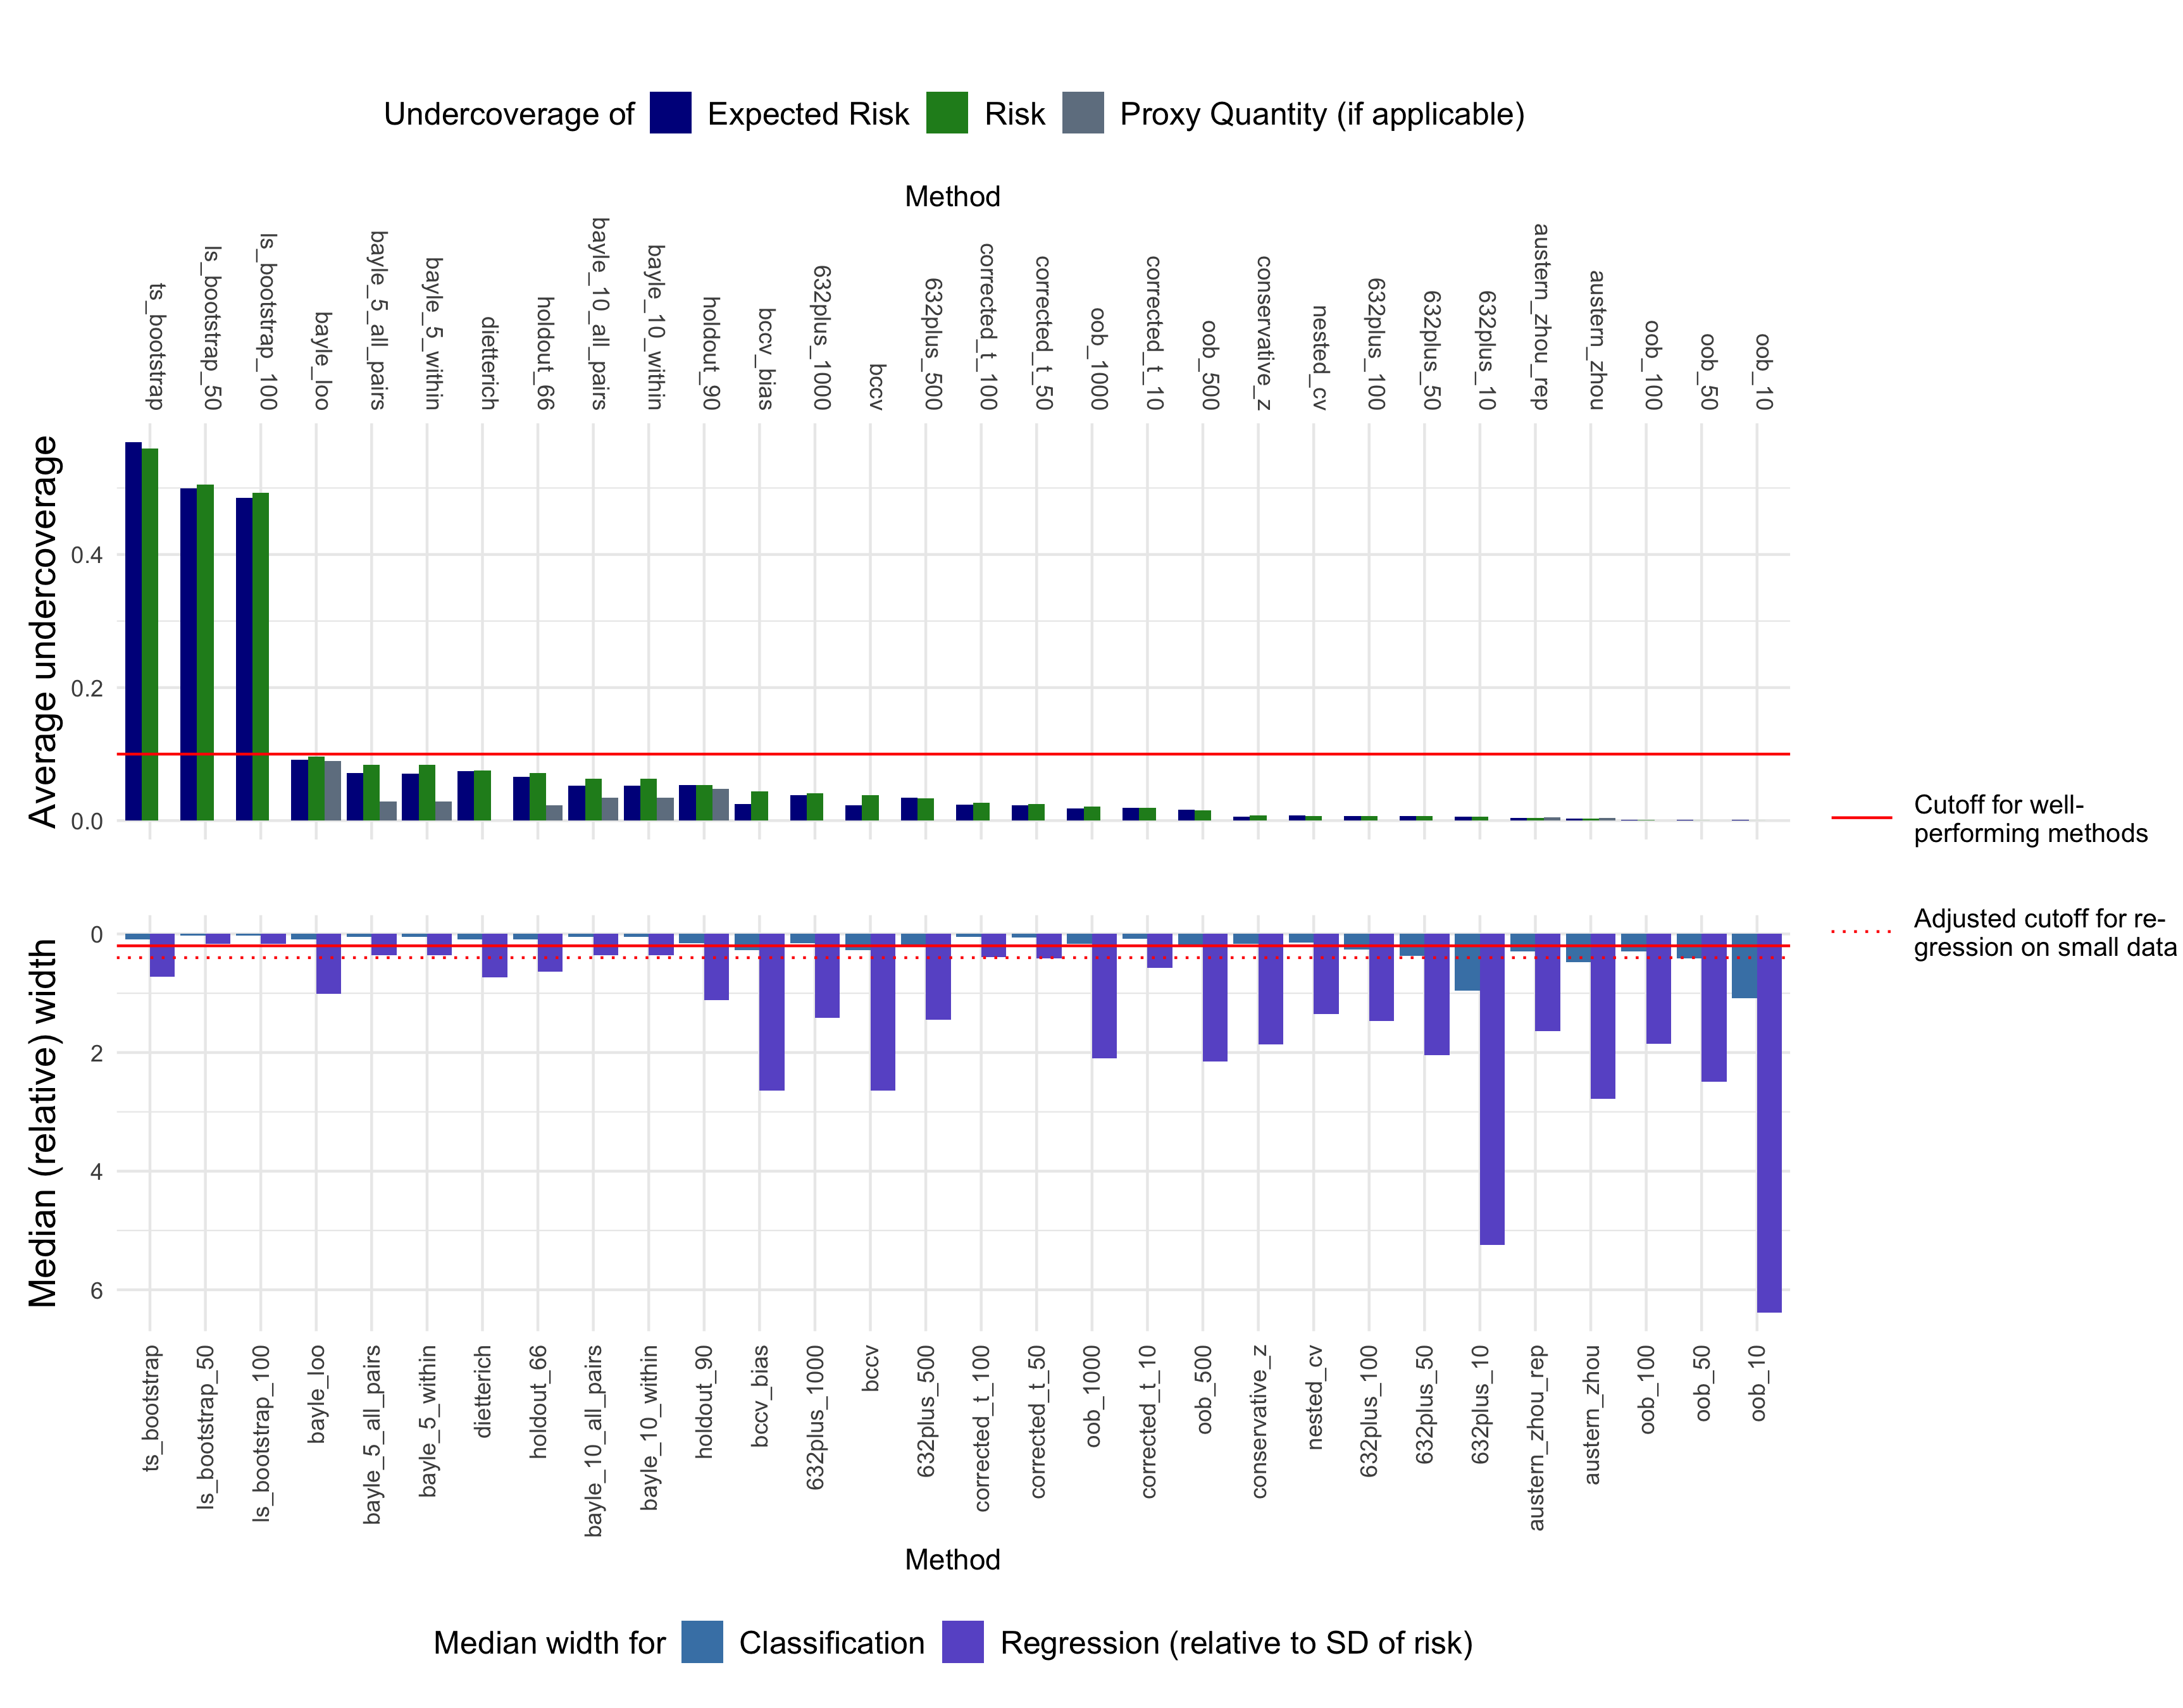 Undercoverage of Expected Risk Risk Proxy Quantity (if applicable)
Method
ts_bootstrap
ls_bootstrap_50
ls_bootstrap_100
bayle_loo
bayle_5_all_pairs
bayle_5_within
dietterich
holdout_66
bayle_10_all_pairs
bayle_10_within
holdout_90
bccv_bias
632plus_1000
bccv
632plus_500
corrected_t_100
corrected_t_50
oob_1000
corrected_t_10
oob_500
conservative_z
nested_cv
632plus_100
632plus_50
632plus_10
austern_zhou_rep
austern_zhou
oob_100
oob_50
oob_10
Average undercoverage
0.4
0.2
0.0
Cutoff for well-
performing methods
Adjusted cutoff for re-
gression on small data
Median (relative) width
0
2
4
6
ts_bootstrap
ls_bootstrap_50
ls_bootstrap_100
bayle_loo
bayle_5_all_pairs
bayle_5_within
dietterich
holdout_66
bayle_10_all_pairs
bayle_10_within
holdout_90
bccv_bias
632plus_1000
bccv
632plus_500
corrected_t_100
corrected_t_50
oob_1000
corrected_t_10
oob_500
conservative_z
nested_cv
632plus_100
632plus_50
632plus_10
austern_zhou_rep
austern_zhou
oob_100
oob_50
oob_10
Method
Median width for Classification Regression (relative to SD of risk)